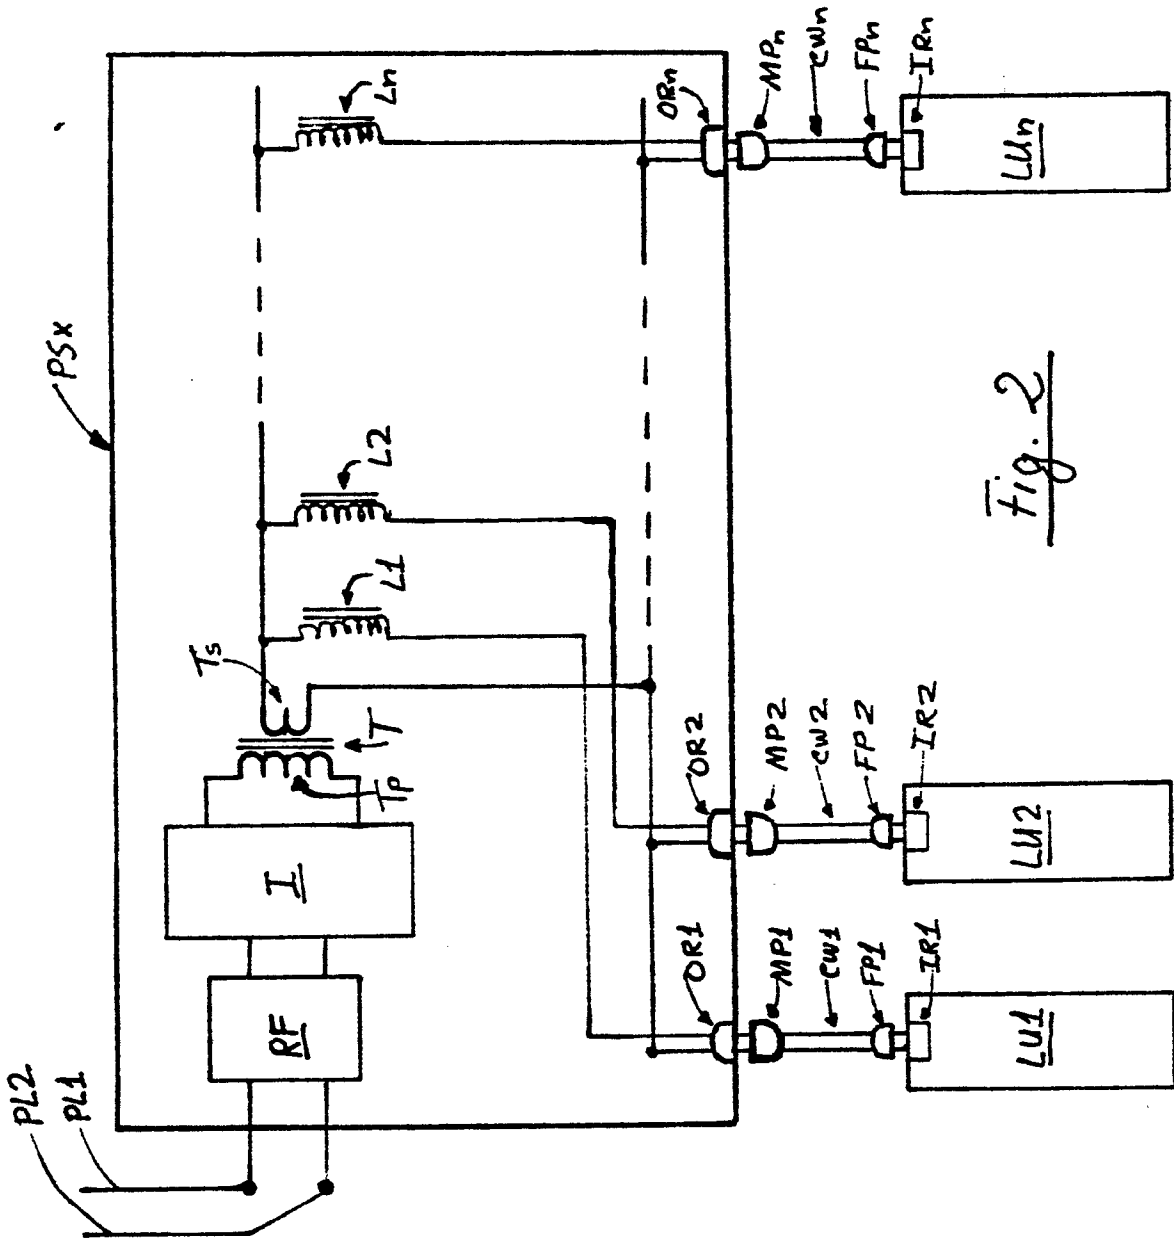 PL2
PL1
PSx
RF
I
Tp
T
Ts
L1
L2
Ln
OR1
OR2
ORn
MP1
MP2
MPn
CW1
CW2
CWn
FP1
FP2
FPn
IR1
IR2
IRn
LU1
LU2
LUn
Fig. 2